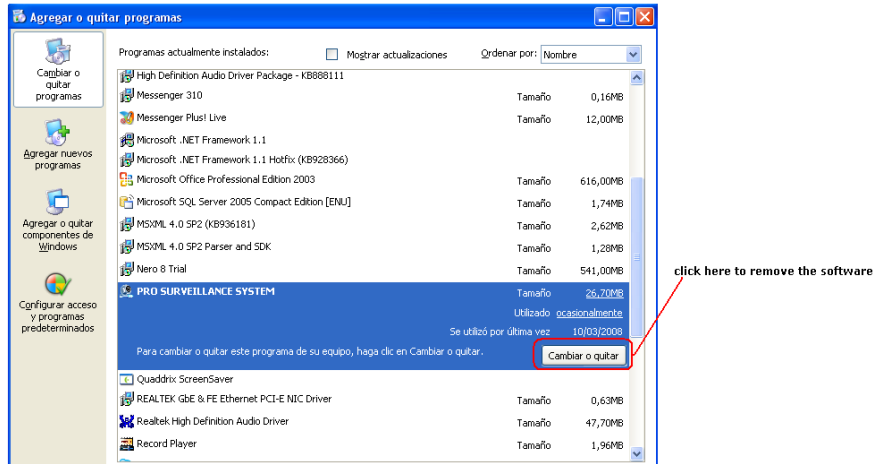 Agregar o quitar programas
Cambiar o
quitar
programas
Agregar nuevos
programas
Agregar o quitar
componentes de
Windows
Configurar acceso
y programas
predeterminados
Programas actualmente instalados: Mostrar actualizaciones Ordenar por: Nombre
High Definition Audio Driver Package - KB888111
Messenger 310 Tamaño 0,16MB
Messenger Plus! Live Tamaño 12,00MB
Microsoft .NET Framework 1.1
Microsoft .NET Framework 1.1 Hotfix (KB928366)
Microsoft Office Professional Edition 2003 Tamaño 616,00MB
Microsoft SQL Server 2005 Compact Edition [ENU] Tamaño 1,74MB
MSXML 4.0 SP2 (KB936181) Tamaño 2,62MB
MSXML 4.0 SP2 Parser and SDK Tamaño 1,28MB
Nero 8 Trial Tamaño 541,00MB
PRO SURVEILLANCE SYSTEM Tamaño 26,70MB
Utilizado ocasionalmente
Se utilizó por última vez 10/03/2008
Para cambiar o quitar este programa de su equipo, haga clic en Cambiar o quitar. Cambiar o quitar
Quaddrix ScreenSaver
REALTEK GbE & FE Ethernet PCI-E NIC Driver Tamaño 0,63MB
Realtek High Definition Audio Driver Tamaño 47,70MB
Record Player Tamaño 1,96MB
click here to remove the software